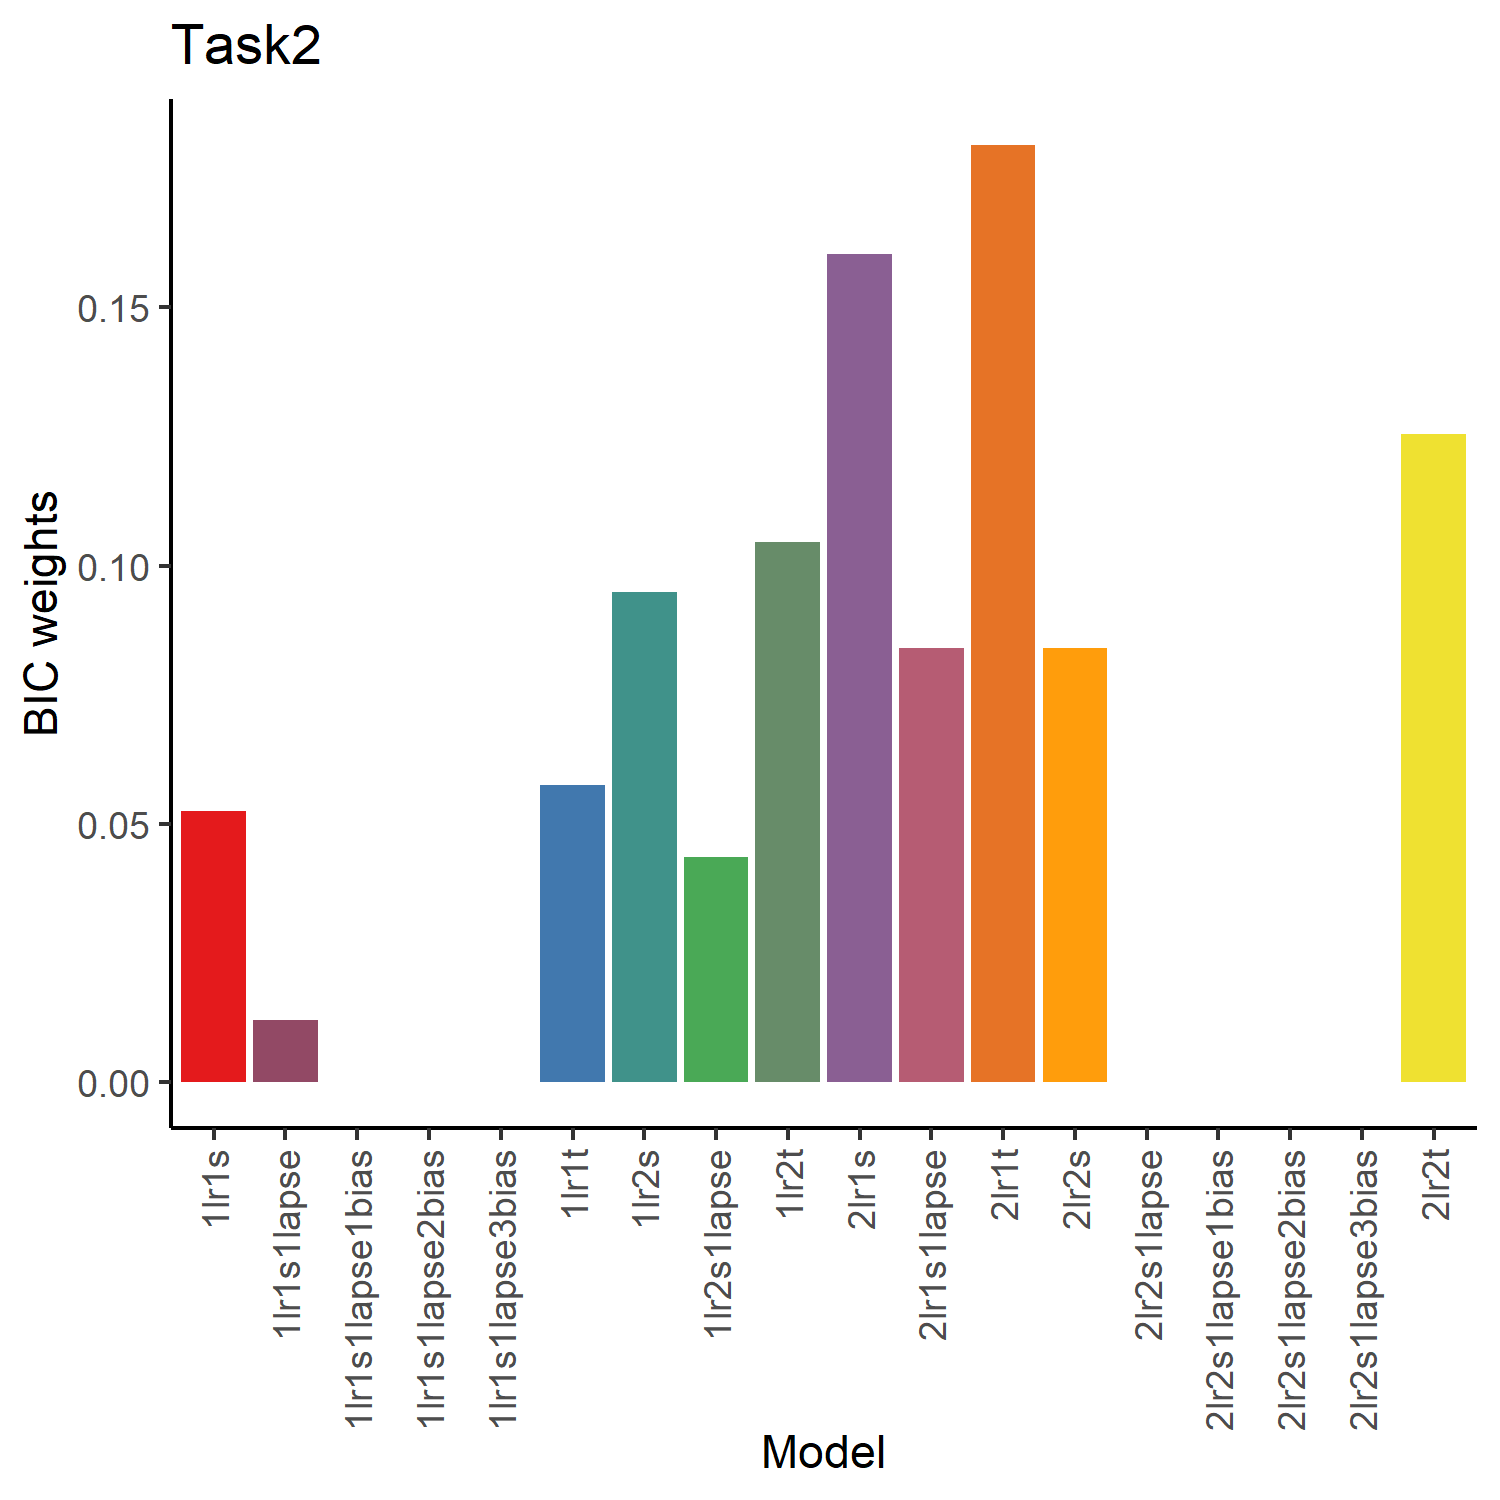 Task2
BIC weights
0.15
0.10
0.05
0.00
1lr1s
1lr1s1lapse
1lr1s1lapse1bias
1lr1s1lapse2bias
1lr1s1lapse3bias
1lr1t
1lr2s
1lr2s1lapse
1lr2t
2lr1s
2lr1s1lapse
2lr1t
2lr2s
2lr2s1lapse
2lr2s1lapse1bias
2lr2s1lapse2bias
2lr2s1lapse3bias
2lr2t
Model